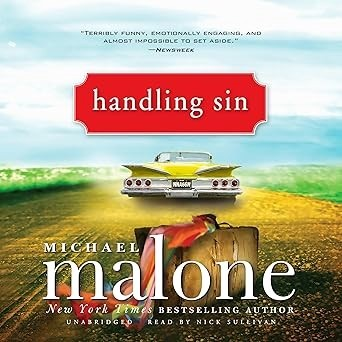 "TERRIBLY FUNNY, EMOTIONALLY ENGAGING, AND
ALMOST IMPOSSIBLE TO SET ASIDE."
—NEWSWEEK
handling sin
MICHAEL
malone
New York Times BESTSELLING AUTHOR
UNABRIDGED · READ BY NICK SULLIVAN